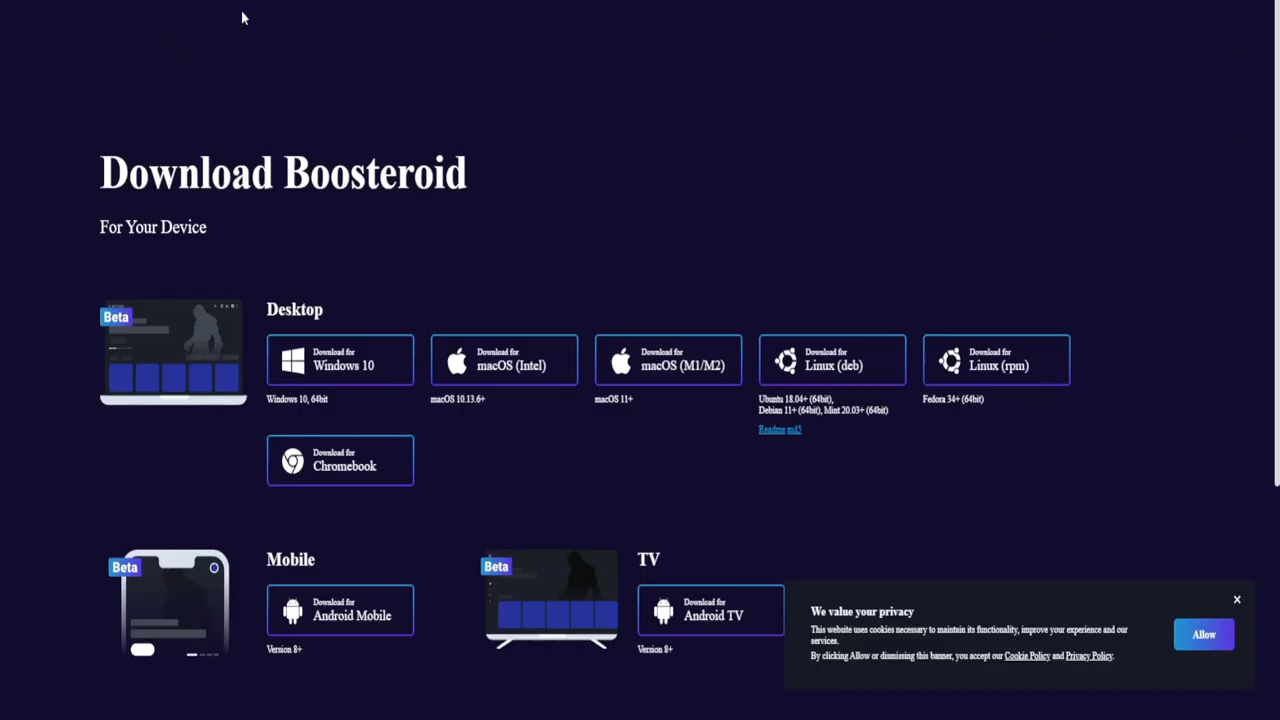 Download Boosteroid
For Your Device
Beta
Desktop
Download for
Windows 10
Windows 10, 64bit
Download for
macOS (Intel)
macOS 10.13.6+
Download for
macOS (M1/M2)
macOS 11+
Download for
Linux (deb)
Ubuntu 18.04+ (64bit),
Debian 11+ (64bit), Mint 20.03+ (64bit)
Readme md5
Download for
Linux (rpm)
Fedora 34+ (64bit)
Download for
Chromebook
Beta
Mobile
Download for
Android Mobile
Version 8+
Beta
TV
Download for
Android TV
Version 8+
We value your privacy
This website uses cookies necessary to maintain its functionality, improve your experience and our
services.
By clicking Allow or dismissing this banner, you accept our Cookie Policy and Privacy Policy.
Allow